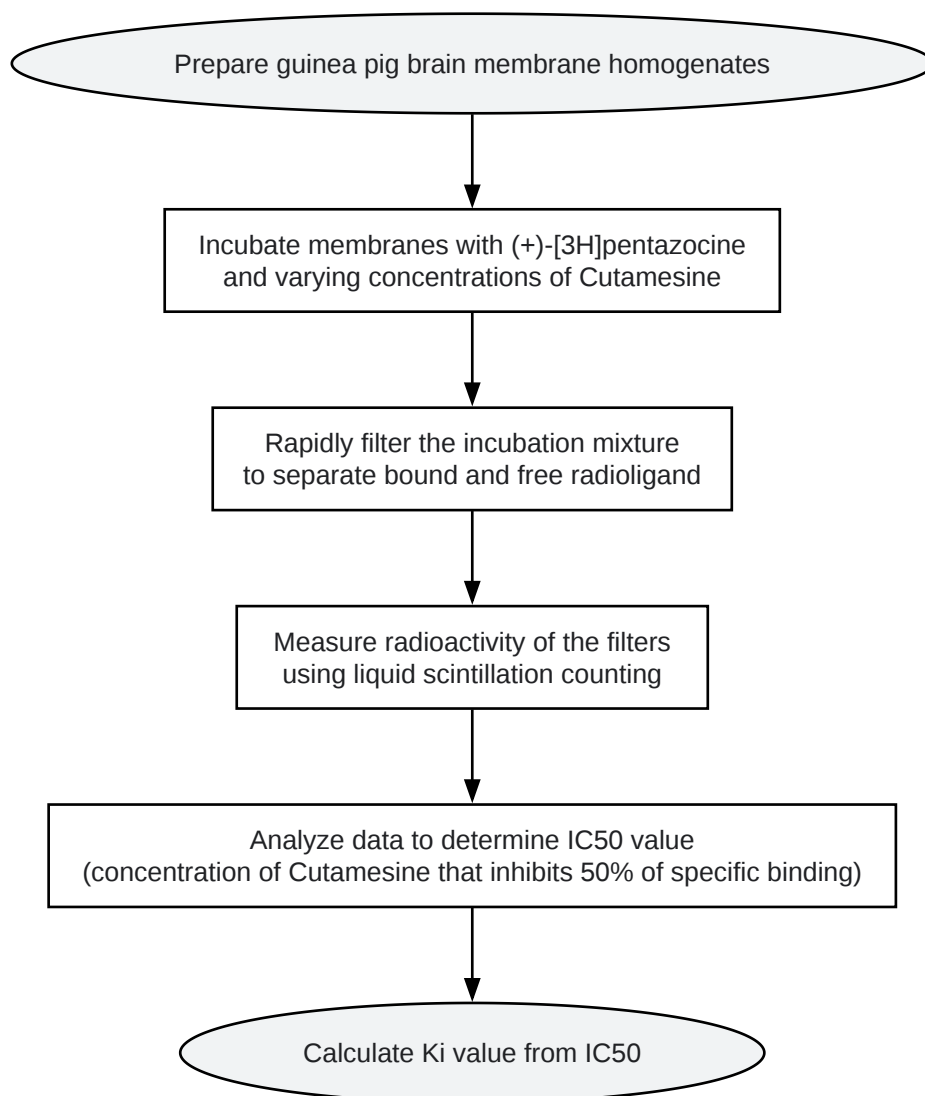 Prepare guinea pig brain membrane homogenates
Incubate membranes with (+)-[3H]pentazocine
and varying concentrations of Cutamesine
Rapidly filter the incubation mixture
to separate bound and free radioligand
Measure radioactivity of the filters
using liquid scintillation counting
Analyze data to determine IC50 value
(concentration of Cutamesine that inhibits 50% of specific binding)
Calculate Ki value from IC50